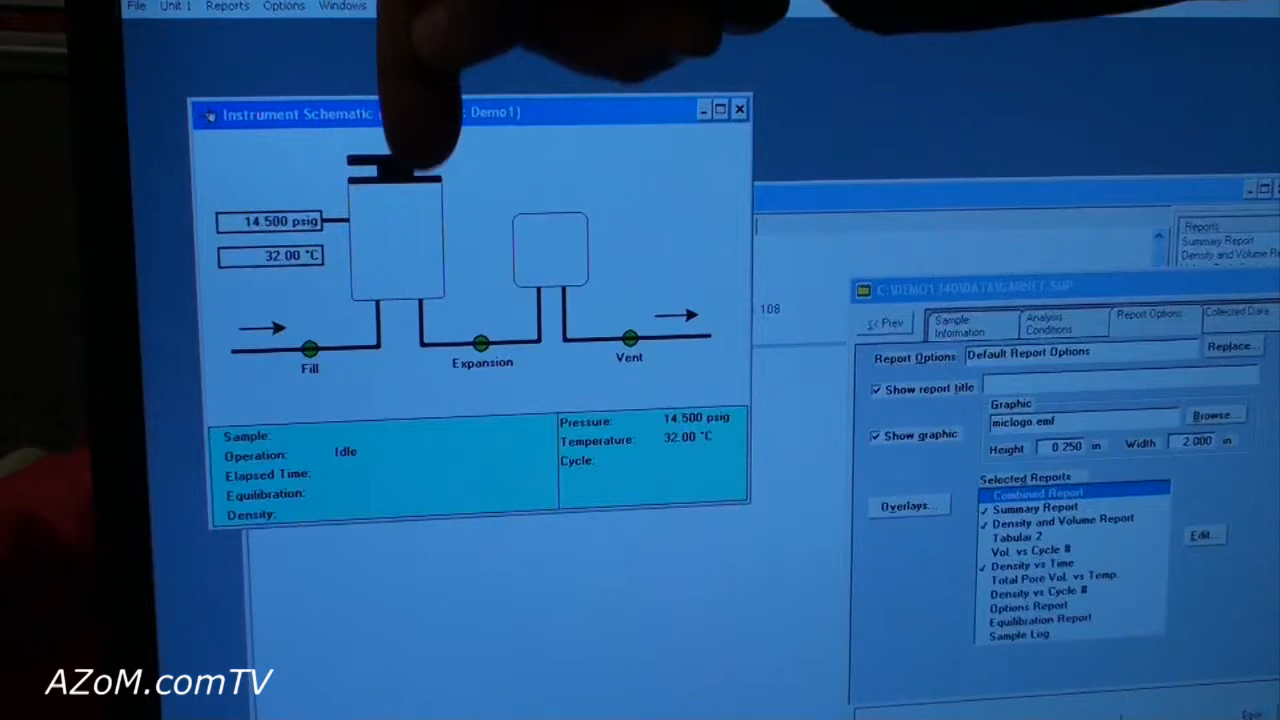 File Unit 1 Reports Options Windows
Instrument Schematic : Demo1)
14.500 psig
32.00 °C
Fill
Expansion
Vent
Sample:
Operation: Idle
Elapsed Time:
Equilibration:
Density:
Pressure: 14.500 psig
Temperature: 32.00 °C
Cycle:
108
Reports
Summary Report
Density and Volume R
C:\DEMO1340\DATA\GARNET.SMP
<< Prev
Sample Information
Analysis Conditions
Report Options
Collected Data
Report Options: Default Report Options
Replace...
Show report title
Graphic
Show graphic
miclogo.emf
Browse...
Height 0.250 in Width 2.000 in
Selected Reports
Overlays...
Combined Report
Summary Report
Density and Volume Report
Tabular 2
Vol. vs Cycle #
Density vs Time
Total Pore Vol. vs Temp.
Density vs Cycle #
Options Report
Equilibration Report
Sample Log
Edit...
AZoM.comTV